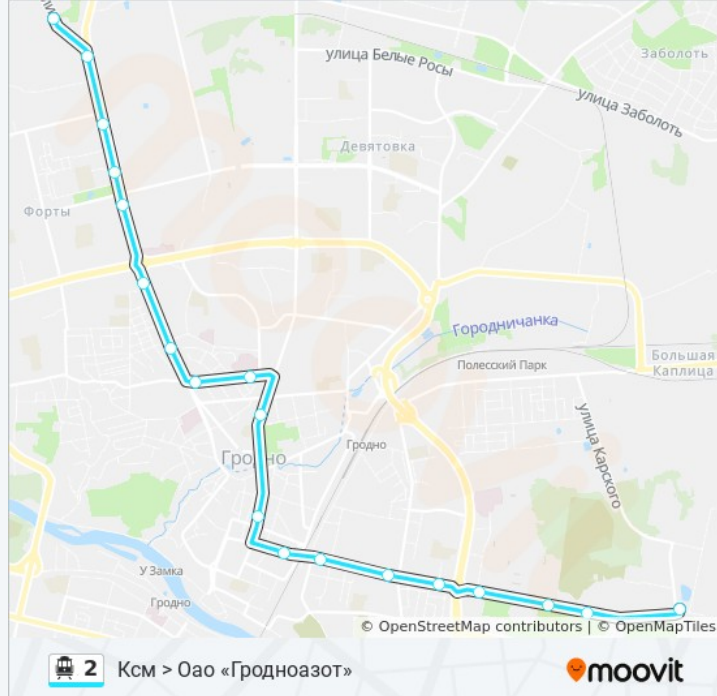 улица Белые Росы
Заболоть
улица Заболоть
Девятовка
Форты
Городничанка
Полесский Парк
Большая
Каплица
улица Карского
Гродно
Гродно
У Замка
Гродно
© OpenStreetMap contributors | © OpenMapTiles
2 Ксм > Оао «Гродноазот»
moovit